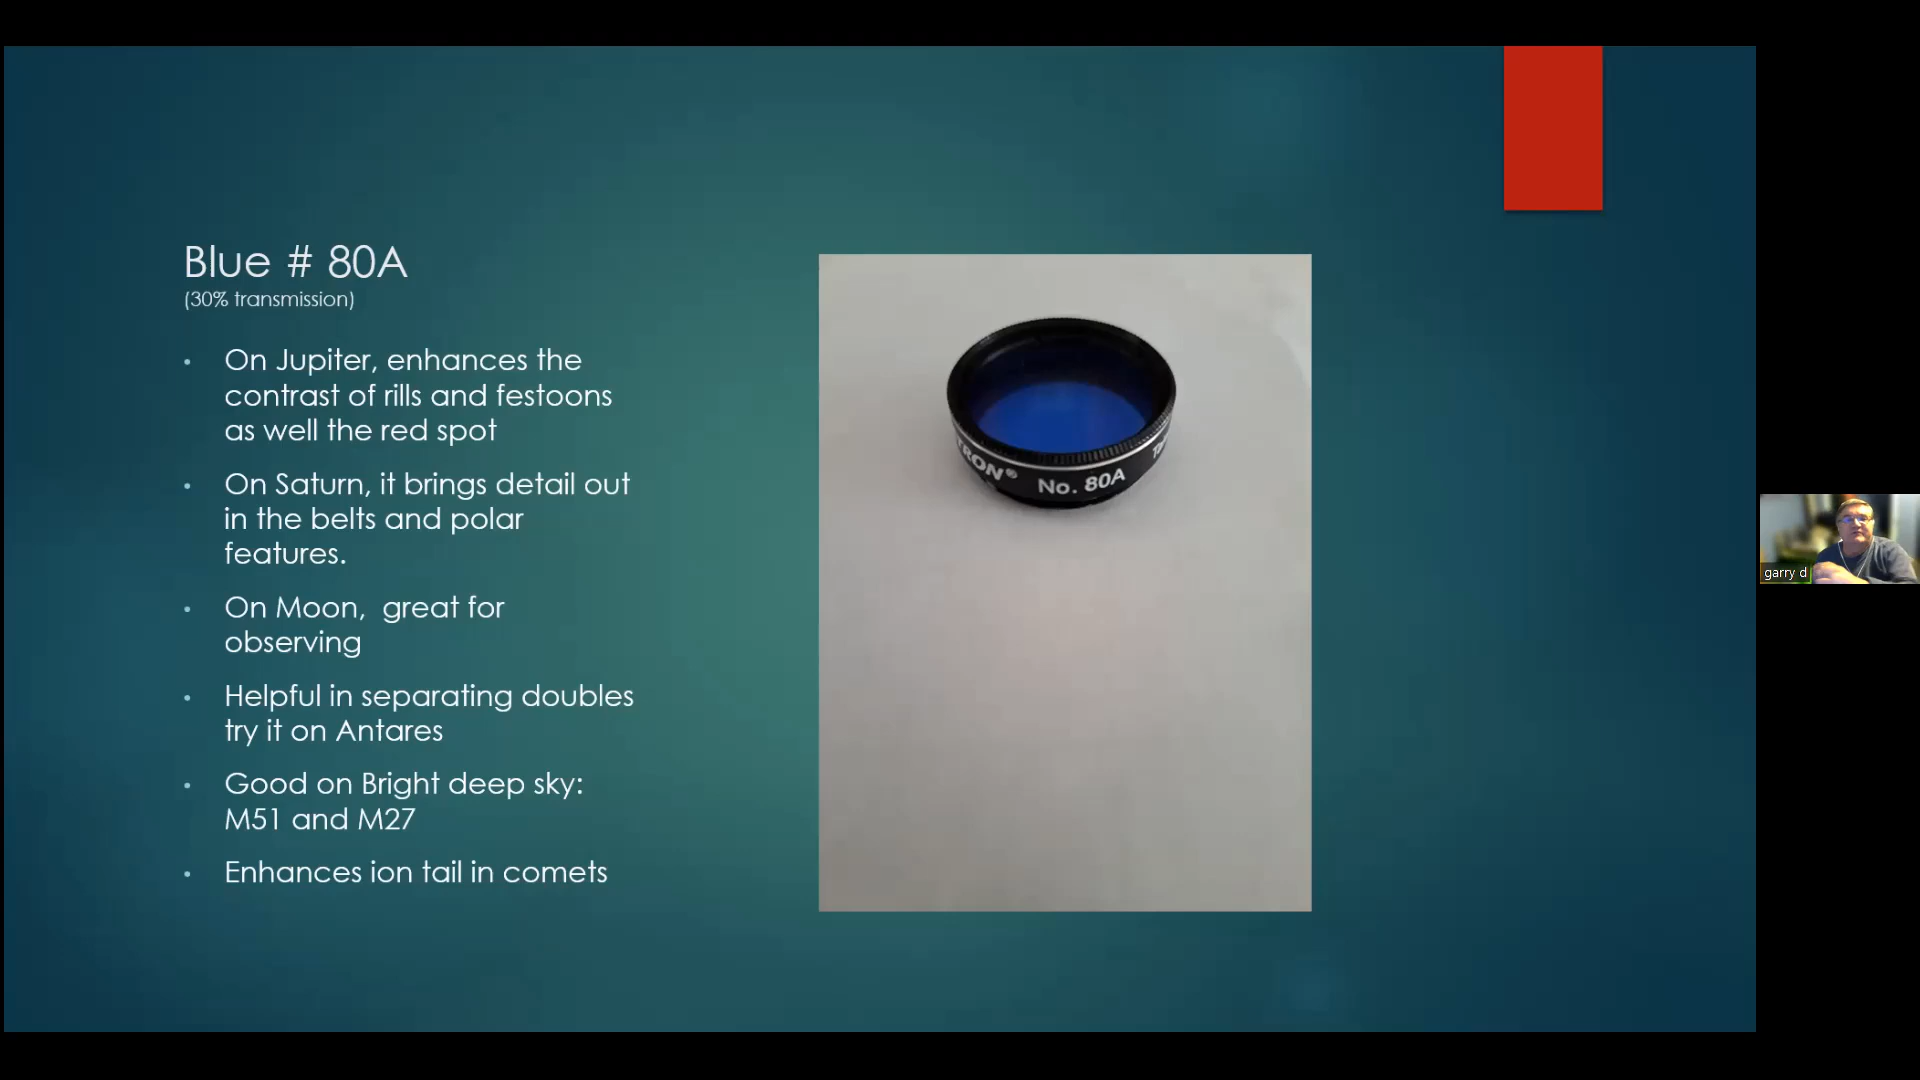 Blue # 80A
(30% transmission)
On Jupiter, enhances the
contrast of rills and festoons
as well the red spot
On Saturn, it brings detail out
in the belts and polar
features.
On Moon,  great for
observing
Helpful in separating doubles
try it on Antares
Good on Bright deep sky:
M51 and M27
Enhances ion tail in comets
TRON®
No. 80A
garry d